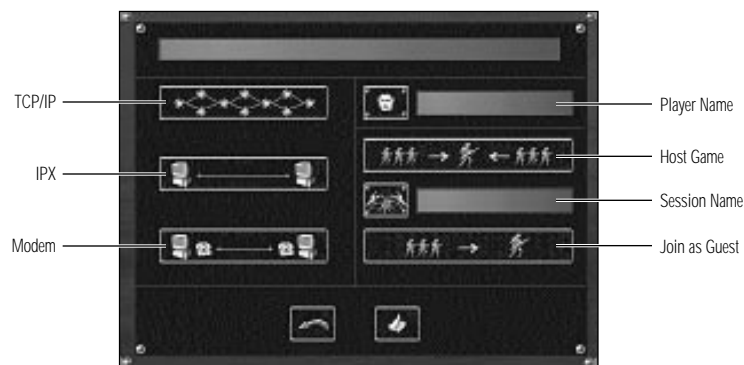 TCP/IP
IPX
Modem
Player Name
Host Game
Session Name
Join as Guest